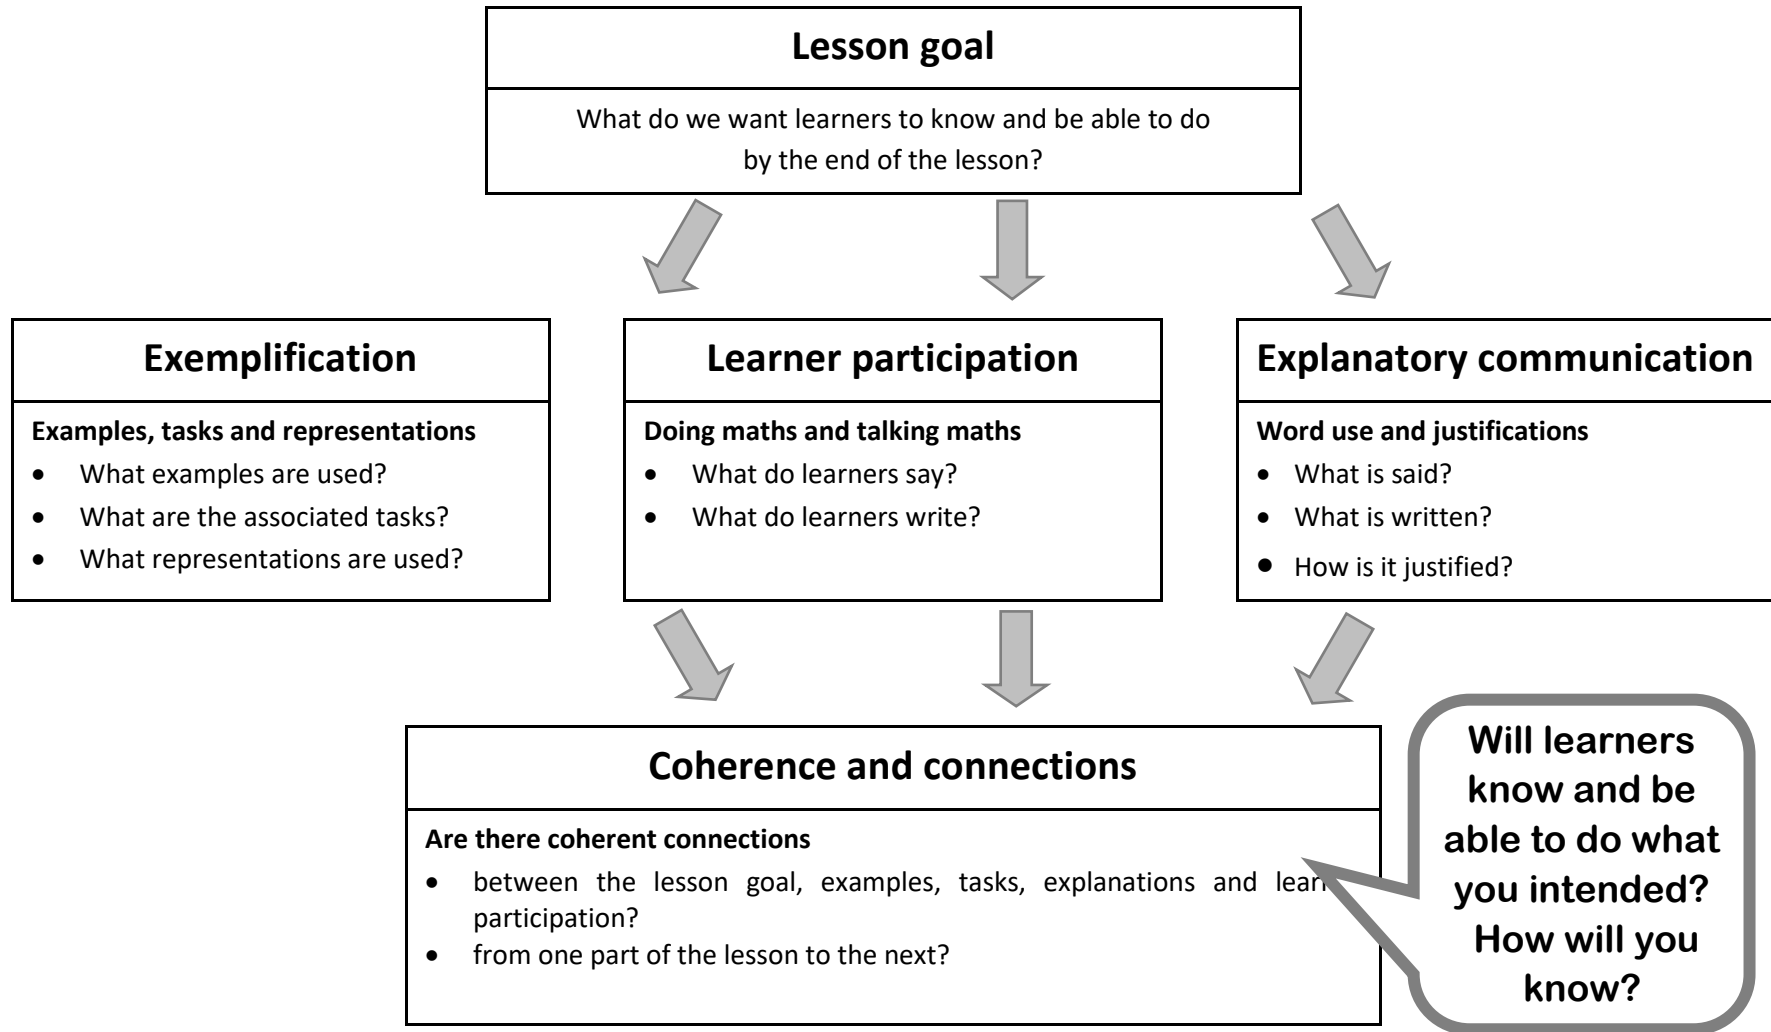 Lesson goal
What do we want learners to know and be able to do
by the end of the lesson?
Exemplification
Examples, tasks and representations
• What examples are used?
• What are the associated tasks?
• What representations are used?
Learner participation
Doing maths and talking maths
• What do learners say?
• What do learners write?
Explanatory communication
Word use and justifications
• What is said?
• What is written?
• How is it justified?
Coherence and connections
Are there coherent connections
• between the lesson goal, examples, tasks, explanations and lear
participation?
• from one part of the lesson to the next?
Will learners
know and be
able to do what
you intended?
How will you
know?